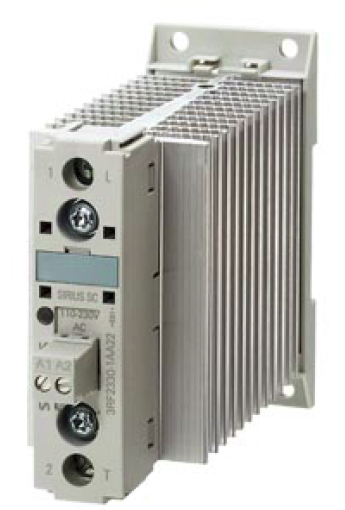 1 L
SIRIUS SC
110-230V
AC
A1 A2
3RF2330-1AA22
2 T